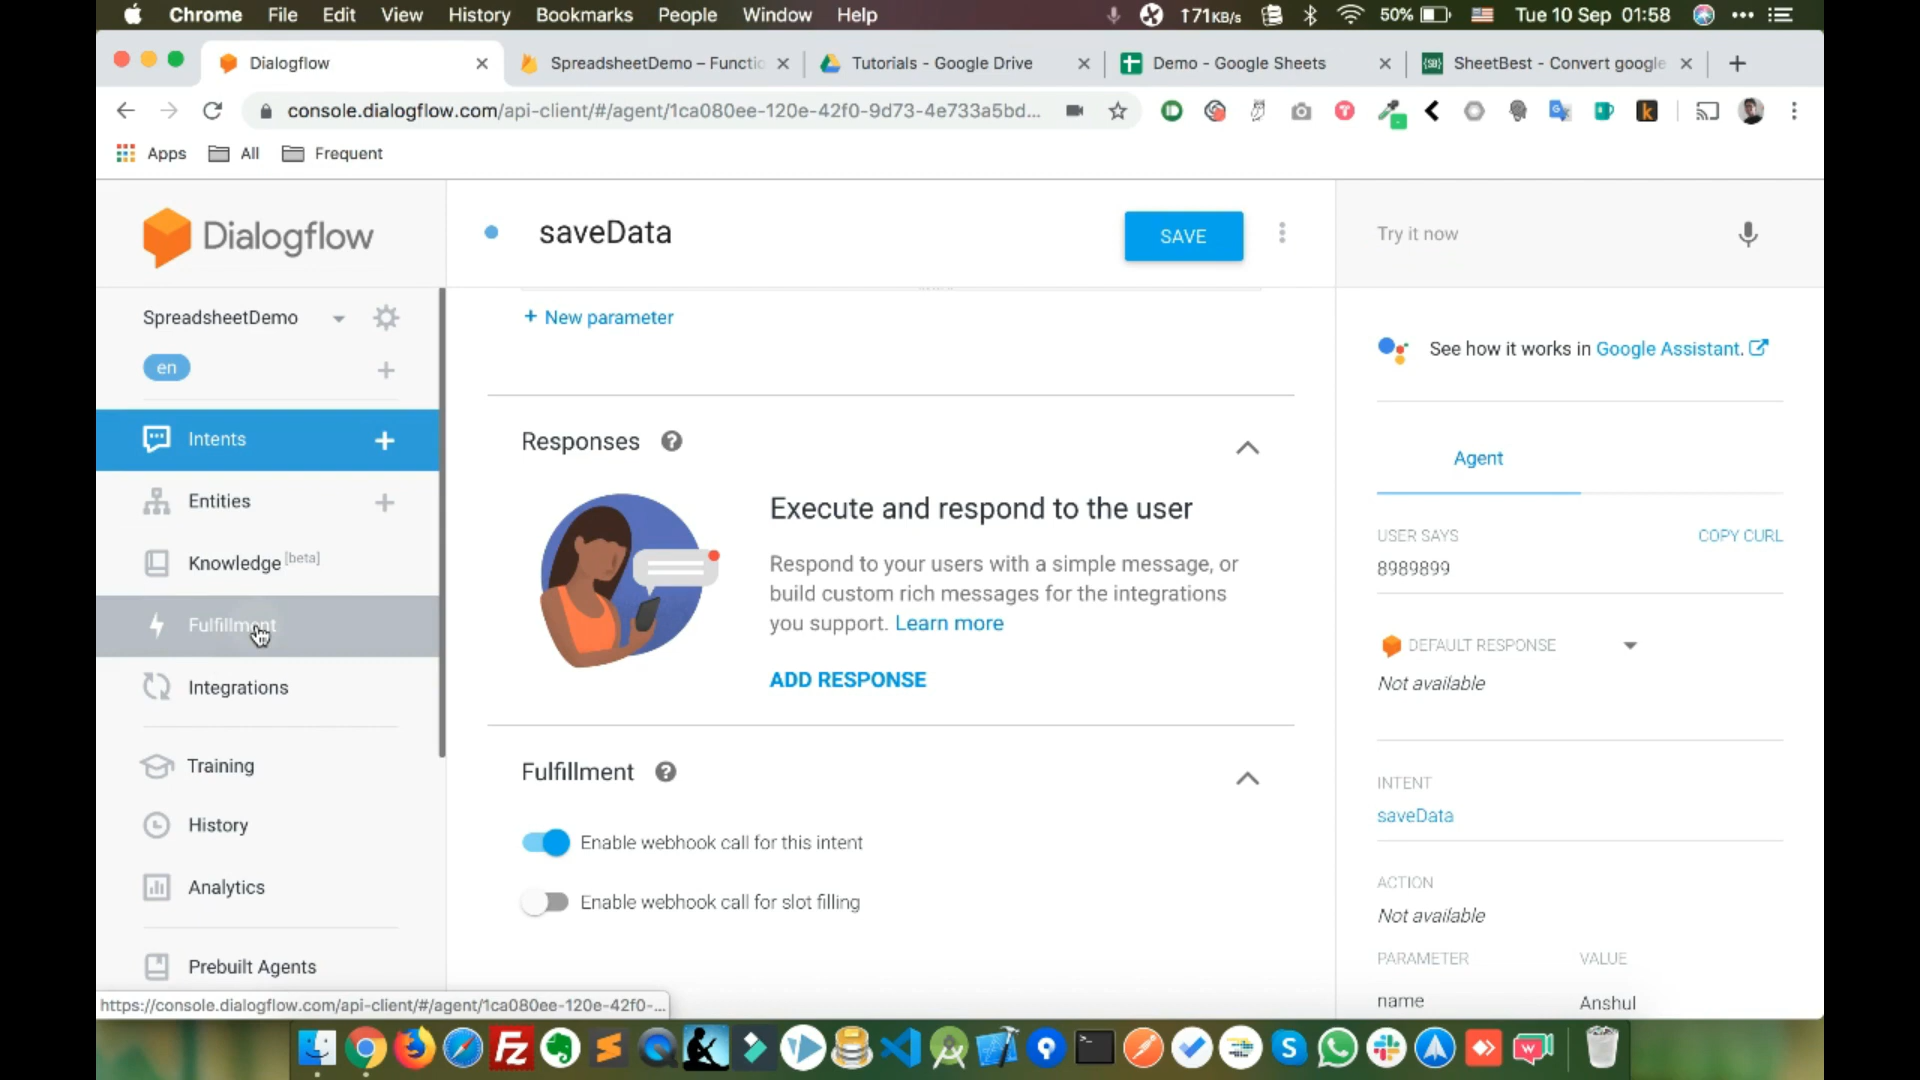 Chrome File Edit View History Bookmarks People Window Help 171KB/s 50% Tue 10 Sep 01:58
Dialogflow
SpreadsheetDemo – Functio
Tutorials - Google Drive
Demo - Google Sheets
SheetBest - Convert google
console.dialogflow.com/api-client/#/agent/1ca080ee-120e-42f0-9d73-4e733a5bd...
Apps All Frequent
Dialogflow
saveData
SAVE
Try it now
SpreadsheetDemo
en
Intents
Entities
Knowledge [beta]
Fulfillment
Integrations
Training
History
Analytics
Prebuilt Agents
https://console.dialogflow.com/api-client/#/agent/1ca080ee-120e-42f0-...
+ New parameter
Responses
Execute and respond to the user
Respond to your users with a simple message, or
build custom rich messages for the integrations
you support. Learn more
ADD RESPONSE
Fulfillment
Enable webhook call for this intent
Enable webhook call for slot filling
See how it works in Google Assistant.
Agent
USER SAYS COPY CURL
8989899
DEFAULT RESPONSE
Not available
INTENT
saveData
ACTION
Not available
PARAMETER VALUE
name Anshul